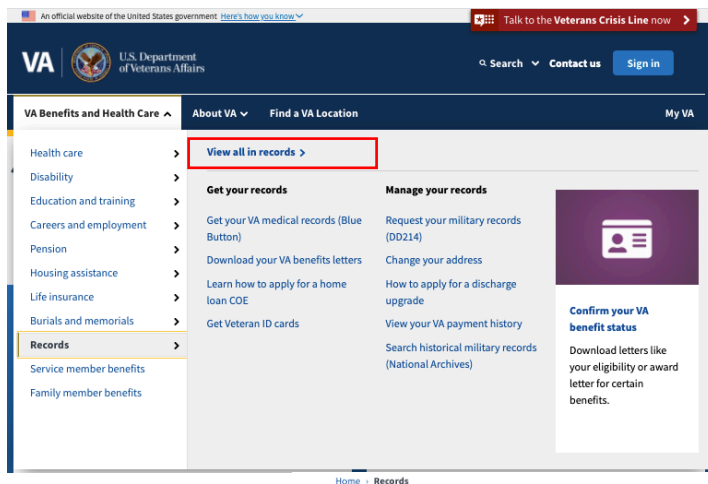 An official website of the United States government Here's how you know
Talk to the Veterans Crisis Line now
VA
U.S. Department
of Veterans Affairs
Search
Contact us
Sign in
VA Benefits and Health Care
About VA
Find a VA Location
My VA
Health care
Disability
Education and training
Careers and employment
Pension
Housing assistance
Life insurance
Burials and memorials
Records
Service member benefits
Family member benefits
View all in records
Get your records
Get your VA medical records (Blue
Button)
Download your VA benefits letters
Learn how to apply for a home
loan COE
Get Veteran ID cards
Manage your records
Request your military records
(DD214)
Change your address
How to apply for a discharge
upgrade
View your VA payment history
Search historical military records
(National Archives)
Confirm your VA
benefit status
Download letters like
your eligibility or award
letter for certain
benefits.
Home › Records